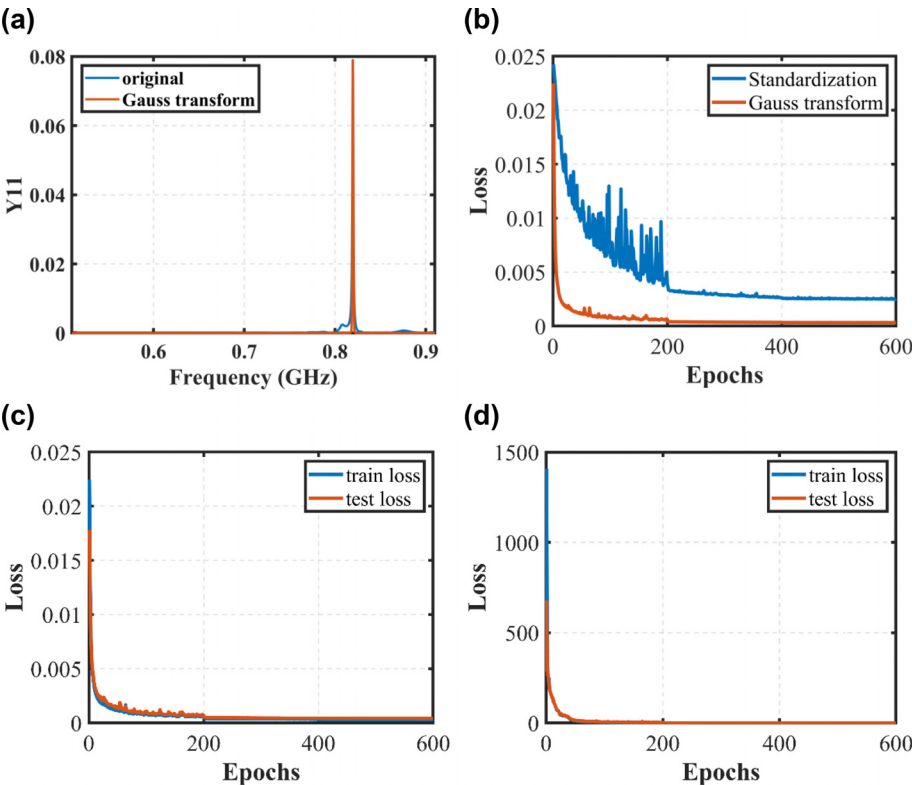 (a)
0.08
0.06
0.04
0.02
0
Y11
original
Gauss transform
0.6
0.7
0.8
0.9
Frequency (GHz)
(b)
0.025
0.02
0.015
0.01
0.005
0
Loss
Standardization
Gauss transform
0
200
400
600
Epochs
(c)
0.025
0.02
0.015
0.01
0.005
0
Loss
train loss
test loss
0
200
400
600
Epochs
(d)
1500
1000
500
0
Loss
train loss
test loss
0
200
400
600
Epochs